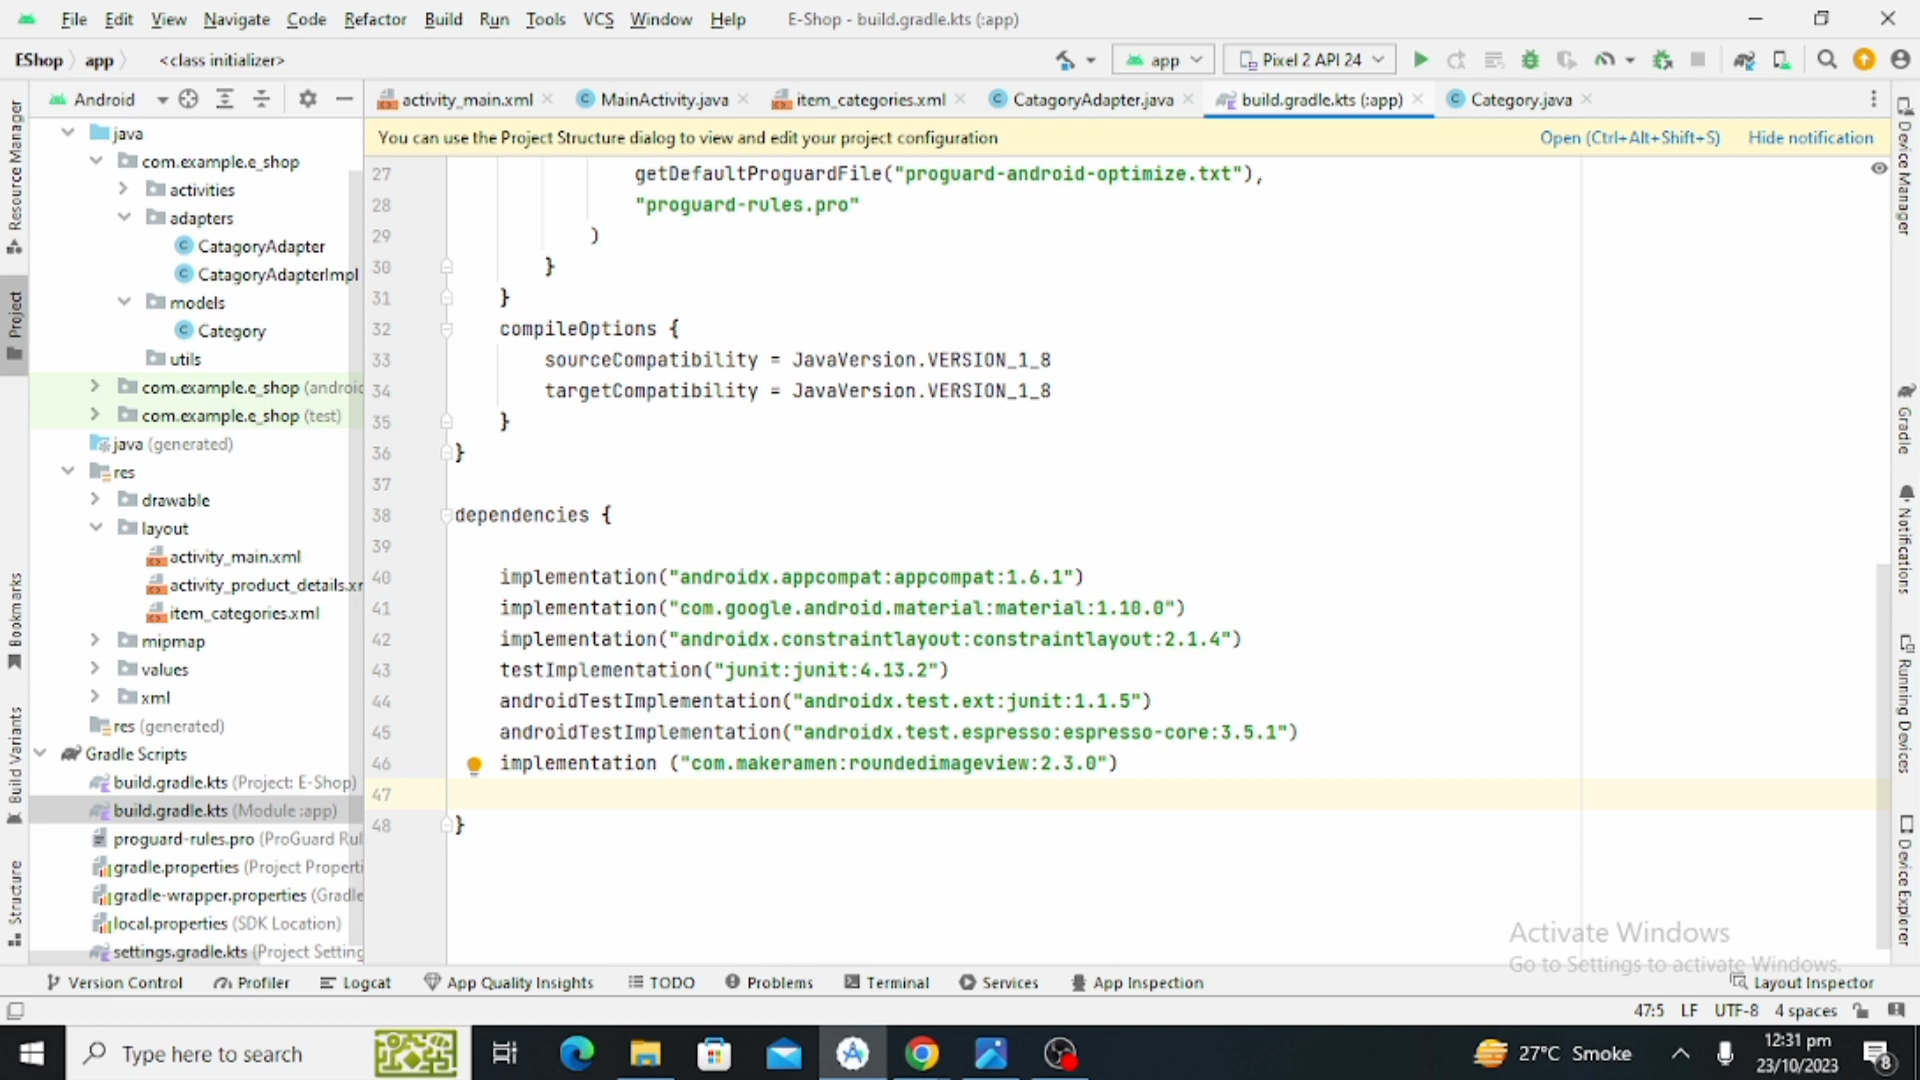 File Edit View Navigate Code Refactor Build Run Tools VCS Window Help E-Shop - build.gradle.kts (:app)
EShop app <class initializer> app Pixel 2 API 24
Android activity_main.xml MainActivity.java item_categories.xml CatagoryAdapter.java build.gradle.kts (:app) Category.java
You can use the Project Structure dialog to view and edit your project configuration Open (Ctrl+Alt+Shift+S) Hide notification
Resource Manager
Project
Bookmarks
Build Variants
Structure
java
com.example.e_shop
activities
adapters
CatagoryAdapter
CatagoryAdapterImpl
models
Category
utils
com.example.e_shop (android
com.example.e_shop (test)
java (generated)
res
drawable
layout
activity_main.xml
activity_product_details.xr
item_categories.xml
mipmap
values
xml
res (generated)
Gradle Scripts
build.gradle.kts (Project: E-Shop)
build.gradle.kts (Module :app)
proguard-rules.pro (ProGuard Rul
gradle.properties (Project Properti
gradle-wrapper.properties (Gradle
local.properties (SDK Location)
settings.gradle.kts (Project Setting
27 getDefaultProguardFile("proguard-android-optimize.txt"),
28 "proguard-rules.pro"
29 )
30 }
31 }
32 compileOptions {
33 sourceCompatibility = JavaVersion.VERSION_1_8
34 targetCompatibility = JavaVersion.VERSION_1_8
35 }
36 }
37
38 dependencies {
39
40 implementation("androidx.appcompat:appcompat:1.6.1")
41 implementation("com.google.android.material:material:1.10.0")
42 implementation("androidx.constraintlayout:constraintlayout:2.1.4")
43 testImplementation("junit:junit:4.13.2")
44 androidTestImplementation("androidx.test.ext:junit:1.1.5")
45 androidTestImplementation("androidx.test.espresso:espresso-core:3.5.1")
46 implementation ("com.makeramen:roundedimageview:2.3.0")
47
48 }
Device Manager
Gradle
Notifications
Running Devices
Device Explorer
Activate Windows
Go to Settings to activate Windows.
Version Control Profiler Logcat App Quality Insights TODO Problems Terminal Services App Inspection Layout Inspector
47:5 LF UTF-8 4 spaces
Type here to search 27°C Smoke 12:31 pm
23/10/2023 8